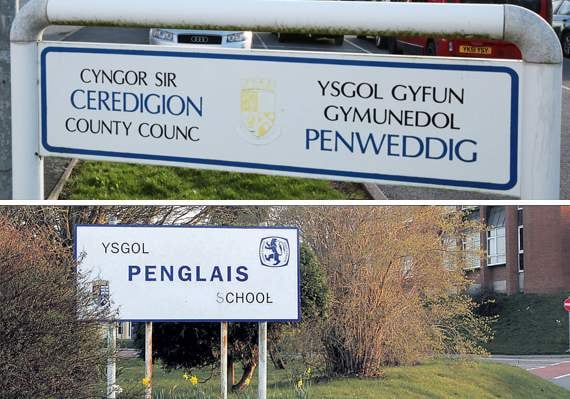 CYNGOR SIR
CEREDIGION
COUNTY COUNC
YSGOL GYFUN
GYMUNEDOL
PENWEDDIG
YSGOL
PENGLAIS
SCHOOL